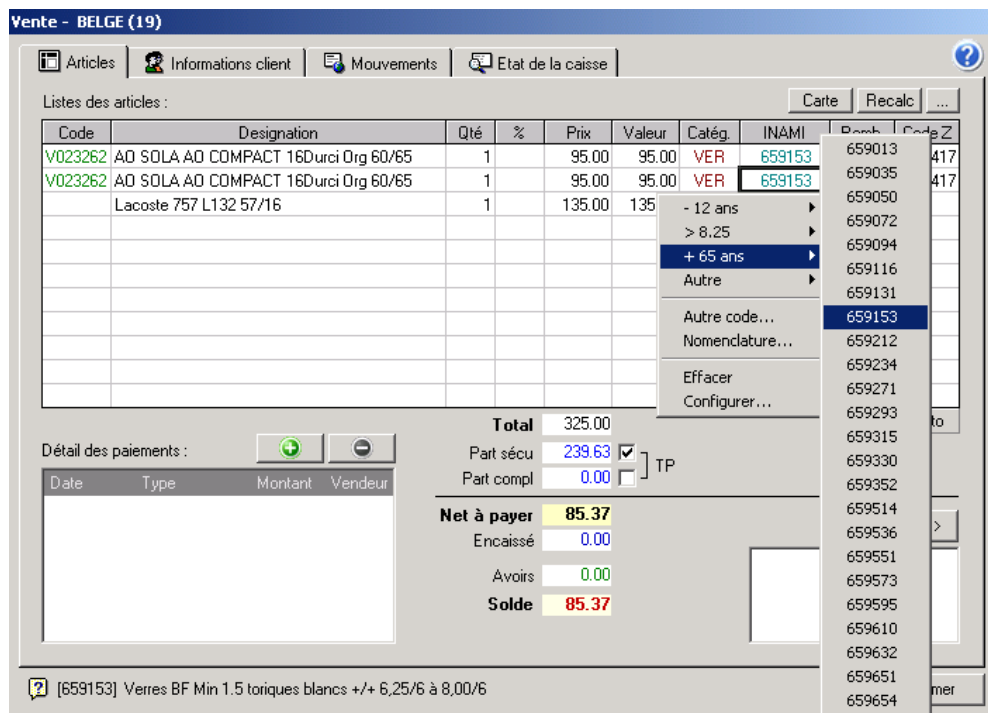 Vente - BELGE (19)
Articles Informations client Mouvements Etat de la caisse
Listes des articles : Carte Recalc ...
Code Designation Qté % Prix Valeur Catég. INAMI Remb. Code Z
V023262 AO SOLA AO COMPACT 16Durci Org 60/65 1 95.00 95.00 VER 659153 417
V023262 AO SOLA AO COMPACT 16Durci Org 60/65 1 95.00 95.00 VER 659153 417
Lacoste 757 L132 57/16 1 135.00 135
- 12 ans
> 8.25
+ 65 ans
Autre
Autre code...
Nomenclature...
Effacer
Configurer...
659013
659035
659050
659072
659094
659116
659131
659153
659212
659234
659271
659293
659315
659330
659352
659514
659536
659551
659573
659595
659610
659632
659651
659654
Total 325.00
to
Détail des paiements :
Part sécu 239.63 TP
Part compl 0.00
Date Type Montant Vendeur
Net à payer 85.37
>
Encaissé 0.00
Avoirs 0.00
Solde 85.37
[659153] Verres BF Min 1.5 toriques blancs +/+ 6,25/6 à 8,00/6
mer